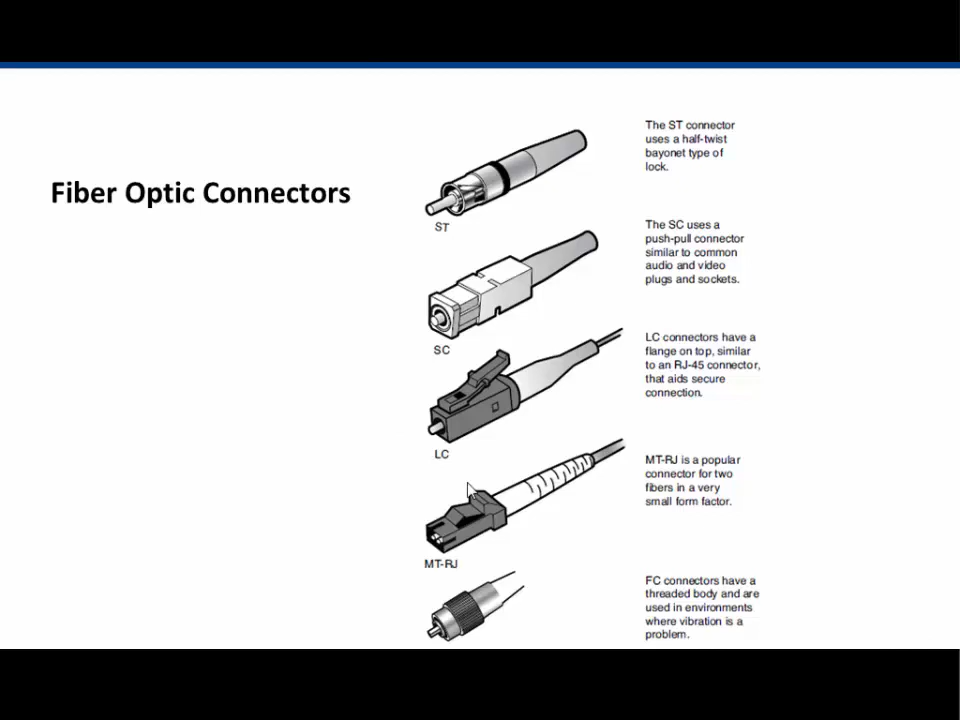 Fiber Optic Connectors
The ST connector
uses a half-twist
bayonet type of
lock.
ST
The SC uses a
push-pull connector
similar to common
audio and video
plugs and sockets.
SC
LC connectors have a
flange on top, similar
to an RJ-45 connector,
that aids secure
connection.
LC
MT-RJ is a popular
connector for two
fibers in a very
small form factor.
MT-RJ
FC connectors have a
threaded body and are
used in environments
where vibration is a
problem.